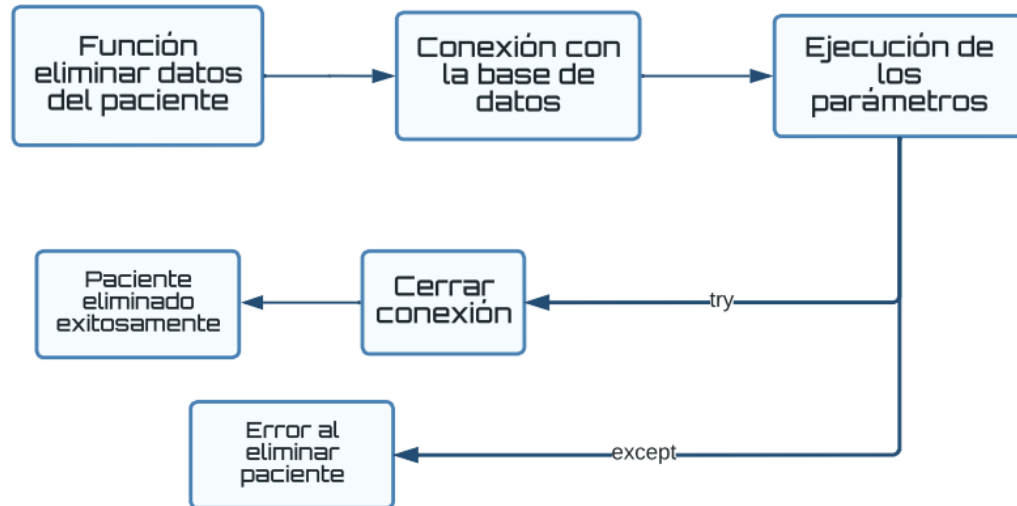 Función
eliminar datos
del paciente
Conexión con
la base de
datos
Ejecución de
los
parámetros
Paciente
eliminado
exitosamente
Cerrar
conexión
try
Error al
eliminar
paciente
except